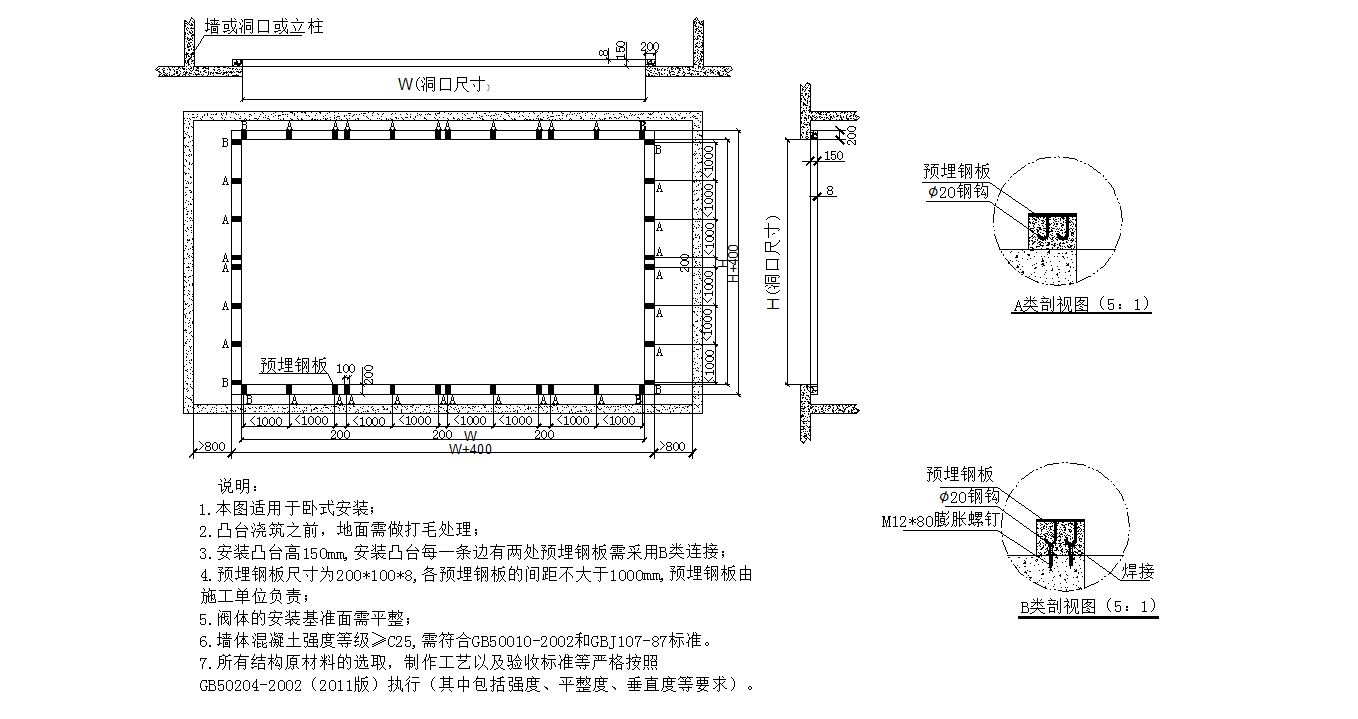 墙或洞口或立柱
8
150
200
W(洞口尺寸)
B A A A A A A A A A B
B
A
A
A
A
A
A
B
B
A
A
A
A
A
A
B
<1000
<1000
<1000
<1000
<1000
<1000
200
H
H+400
预埋钢板
100
200
B A A A A A A A A A B
<1000 <1000 <1000 <1000 <1000 <1000 <1000 <1000
200 200 200
W
>800 W+400 >800
200
150
8
H(洞口尺寸)
预埋钢板
Φ20钢钩
A类剖视图（5：1）
预埋钢板
Φ20钢钩
M12*80膨胀螺钉
焊接
B类剖视图（5：1）
说明：
1.本图适用于卧式安装；
2.凸台浇筑之前，地面需做打毛处理；
3.安装凸台高150mm,安装凸台每一条边有两处预埋钢板需采用B类连接；
4.预埋钢板尺寸为200*100*8,各预埋钢板的间距不大于1000mm,预埋钢板由
施工单位负责；
5.阀体的安装基准面需平整；
6.墙体混凝土强度等级≥C25,需符合GB50010-2002和GBJ107-87标准。
7.所有结构原材料的选取，制作工艺以及验收标准等严格按照
GB50204-2002（2011版）执行（其中包括强度、平整度、垂直度等要求）。